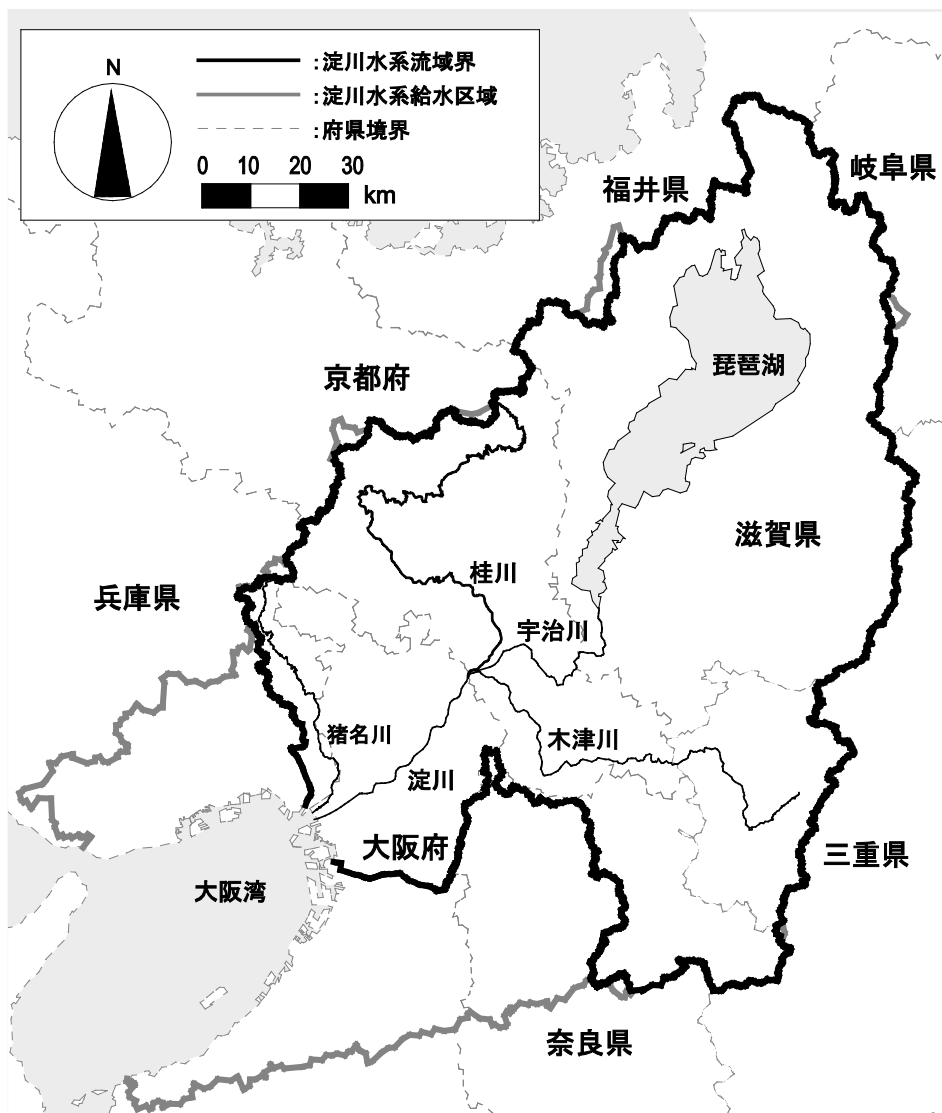 N
:淀川水系流域界
:淀川水系給水区域
:府県境界
0 10 20 30
km
福井県
岐阜県
琵琶湖
京都府
滋賀県
兵庫県
桂川
宇治川
猪名川
木津川
淀川
大阪府
三重県
大阪湾
奈良県